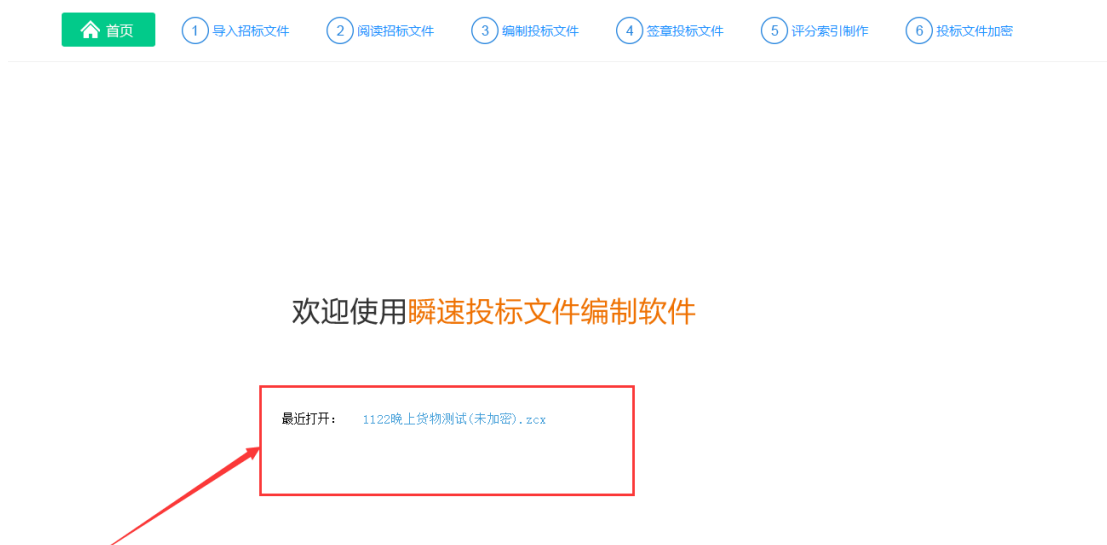 首页 1 导入招标文件 2 阅读招标文件 3 编制投标文件 4 签章投标文件 5 评分索引制作 6 投标文件加密
欢迎使用瞬速投标文件编制软件
最近打开： 1122晚上货物测试(未加密).zcx